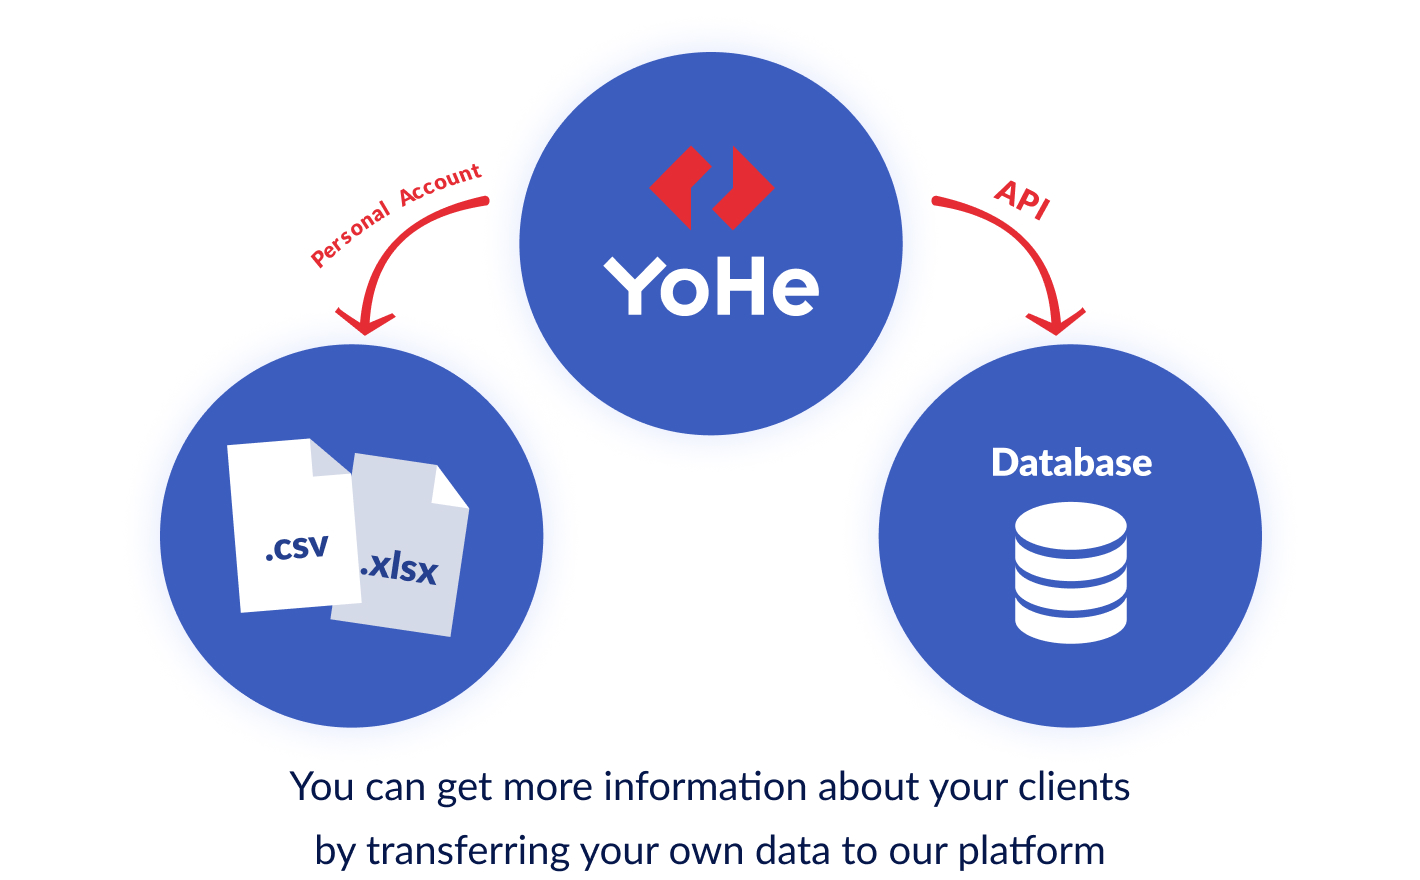 YoHe
Personal Account
API
.csv
.xlsx
Database
You can get more information about your clients
by transferring your own data to our platform